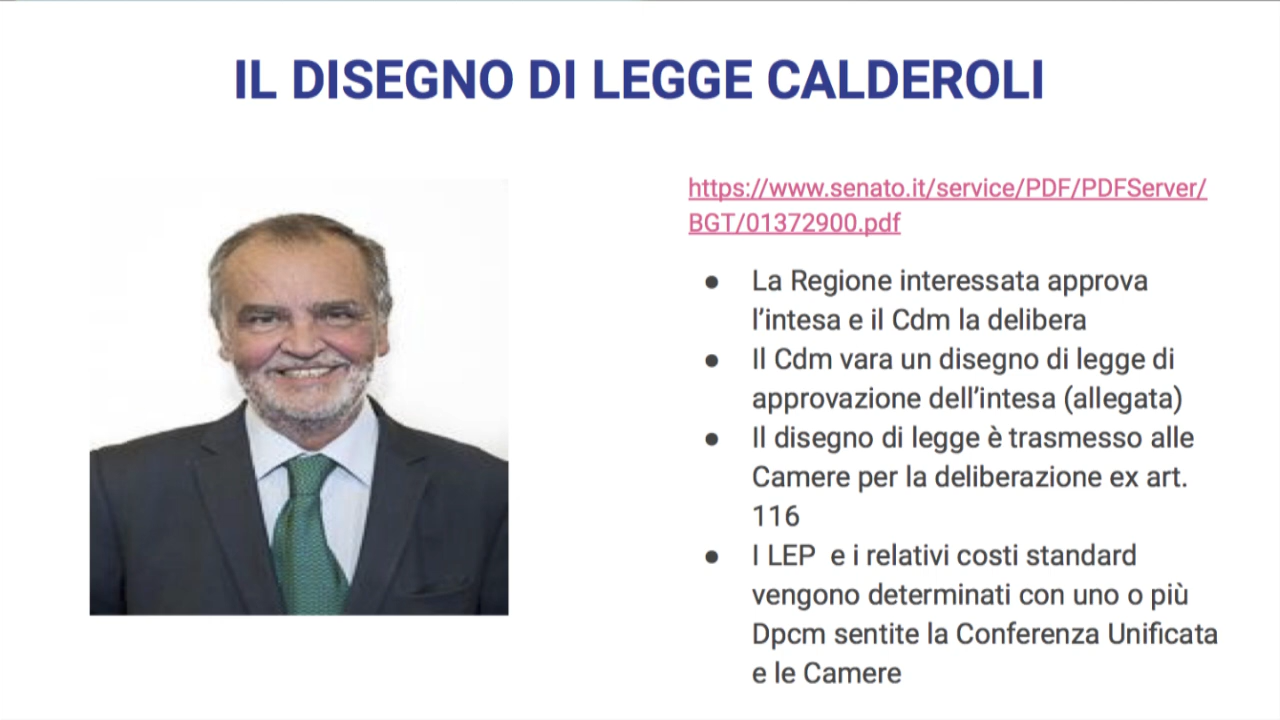 IL DISEGNO DI LEGGE CALDEROLI
https://www.senato.it/service/PDF/PDFServer/
BGT/01372900.pdf
● La Regione interessata approva
l’intesa e il Cdm la delibera
● Il Cdm vara un disegno di legge di
approvazione dell’intesa (allegata)
● Il disegno di legge è trasmesso alle
Camere per la deliberazione ex art.
116
● I LEP  e i relativi costi standard
vengono determinati con uno o più
Dpcm sentite la Conferenza Unificata
e le Camere